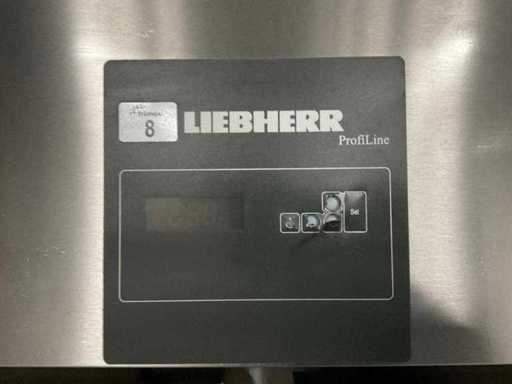 8
LIEBHERR
ProfiLine
Set